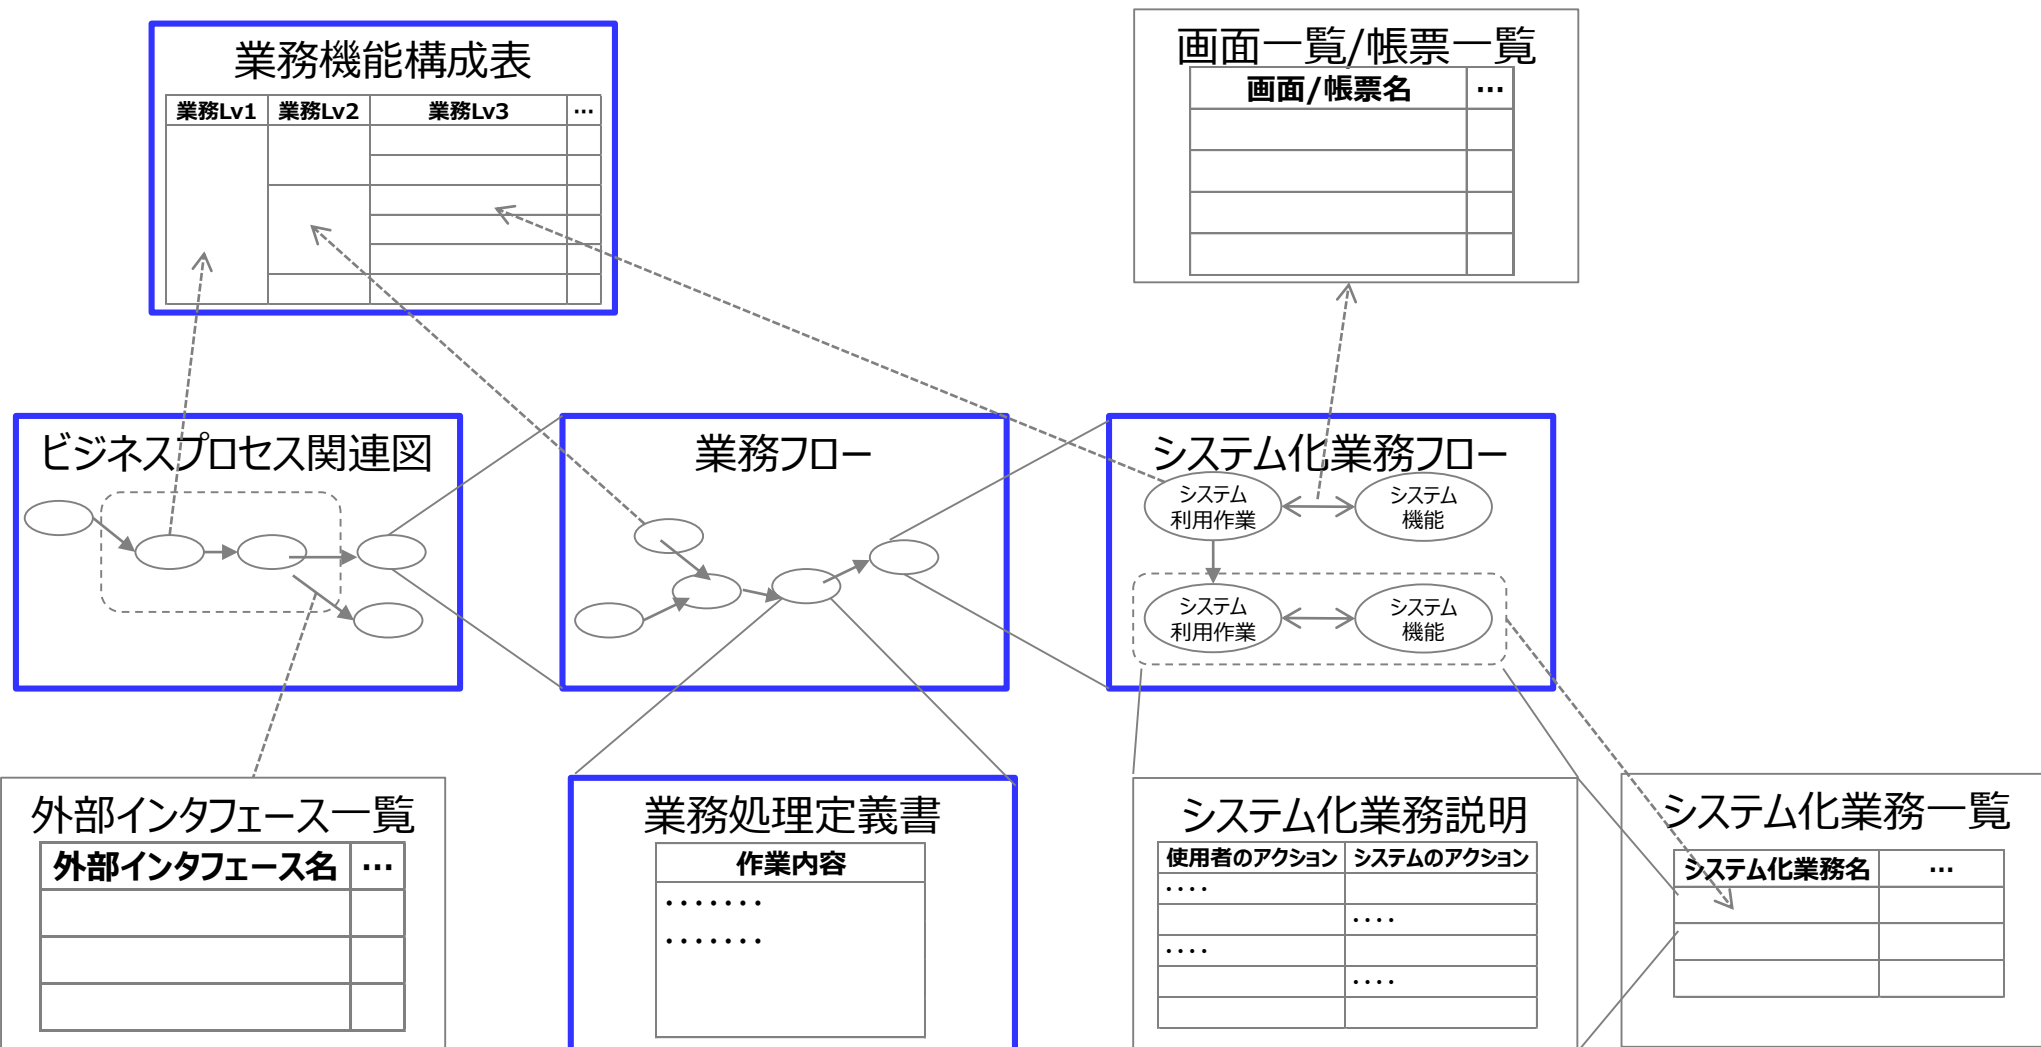 業務機能構成表
業務Lv1 業務Lv2 業務Lv3 …
画面一覧/帳票一覧
画面/帳票名 …
ビジネスプロセス関連図
業務フロー
システム化業務フロー
システム
利用作業
システム
機能
システム
利用作業
システム
機能
外部インタフェース一覧
外部インタフェース名 …
業務処理定義書
作業内容
・・・・・・・
・・・・・・・
システム化業務説明
使用者のアクション システムのアクション
・・・・
・・・・
・・・・
・・・・
システム化業務一覧
システム化業務名 …